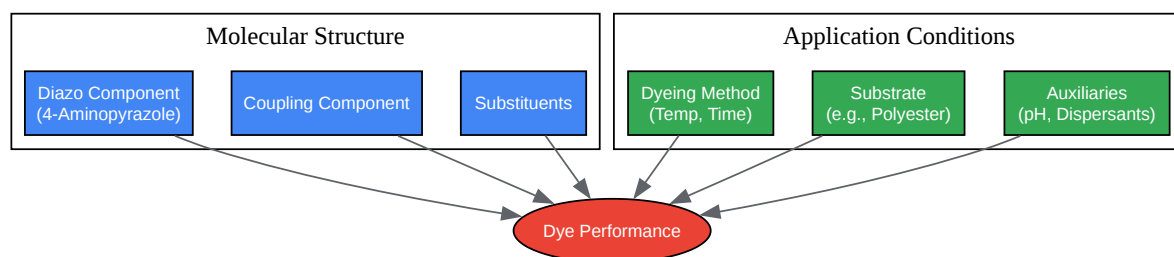 Molecular Structure
Diazo Component
(4-Aminopyrazole)
Coupling Component
Substituents
Application Conditions
Dyeing Method
(Temp, Time)
Substrate
(e.g., Polyester)
Auxiliaries
(pH, Dispersants)
Dye Performance